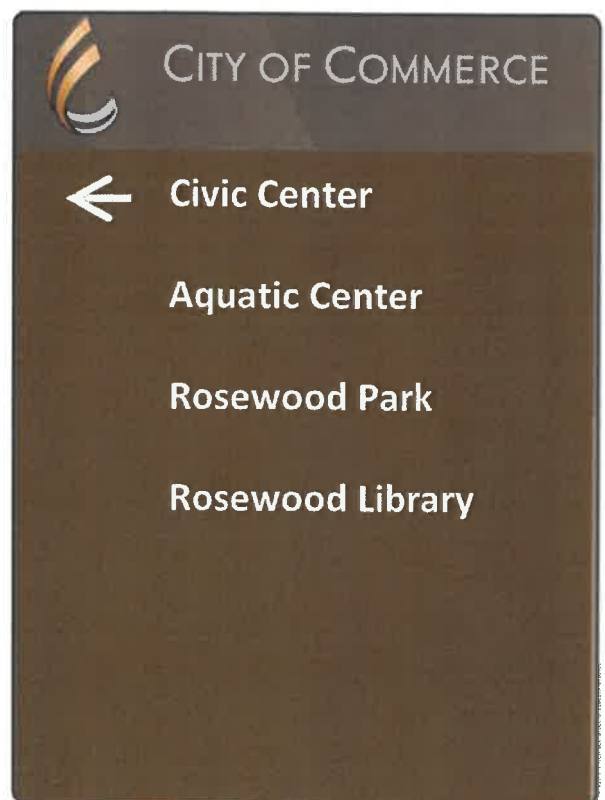 CITY OF COMMERCE
← Civic Center
Aquatic Center
Rosewood Park
Rosewood Library